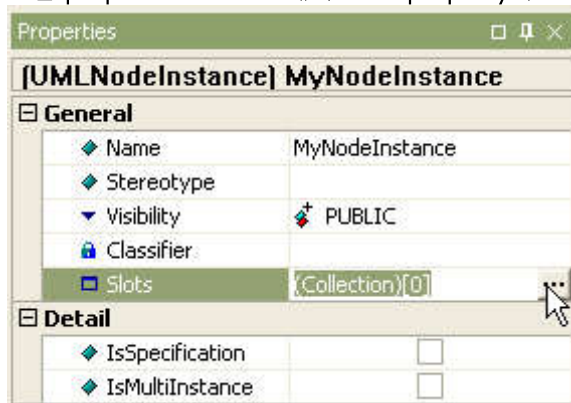 Properties
(UMLNodeInstance) MyNodeInstance
General
Name MyNodeInstance
Stereotype
Visibility PUBLIC
Classifier
Slots (Collection)[0] ...
Detail
IsSpecification
IsMultiInstance